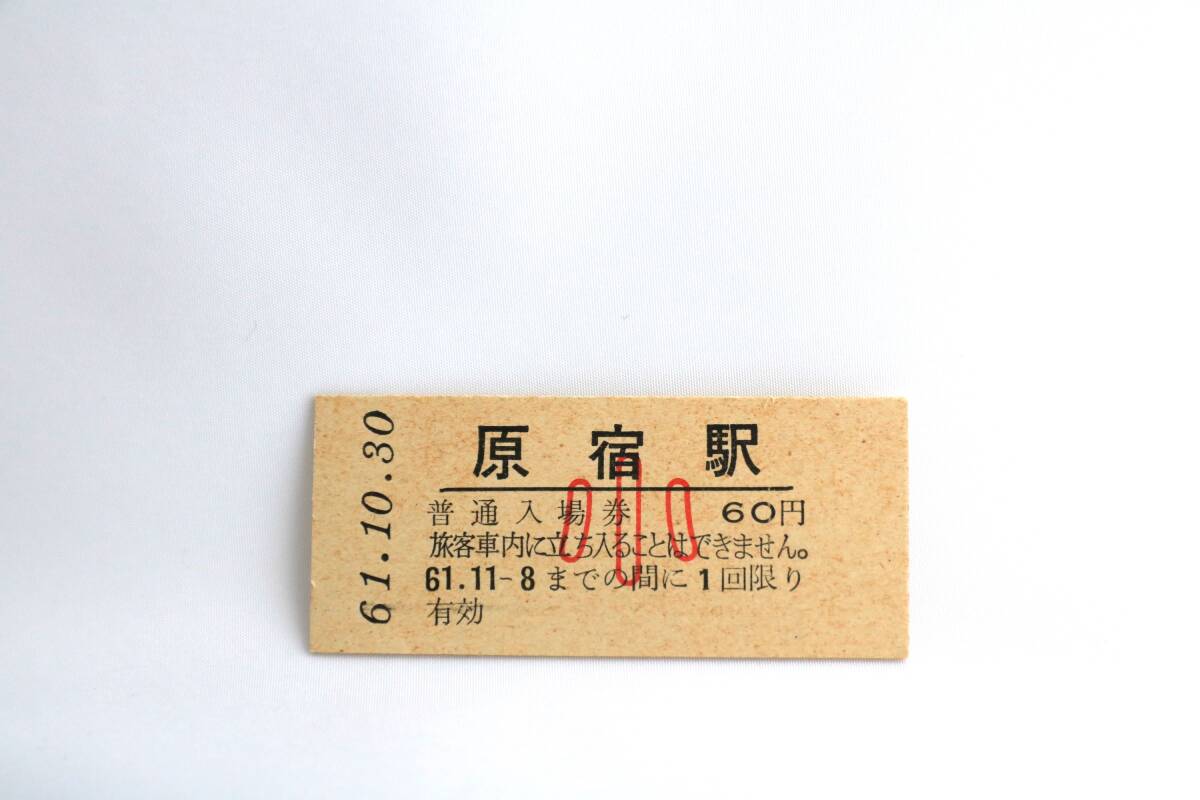 61.10.30
原宿駅
小
普通入場券 60円
旅客車内に立ち入ることはできません。
61.11-8までの間に1回限り
有効